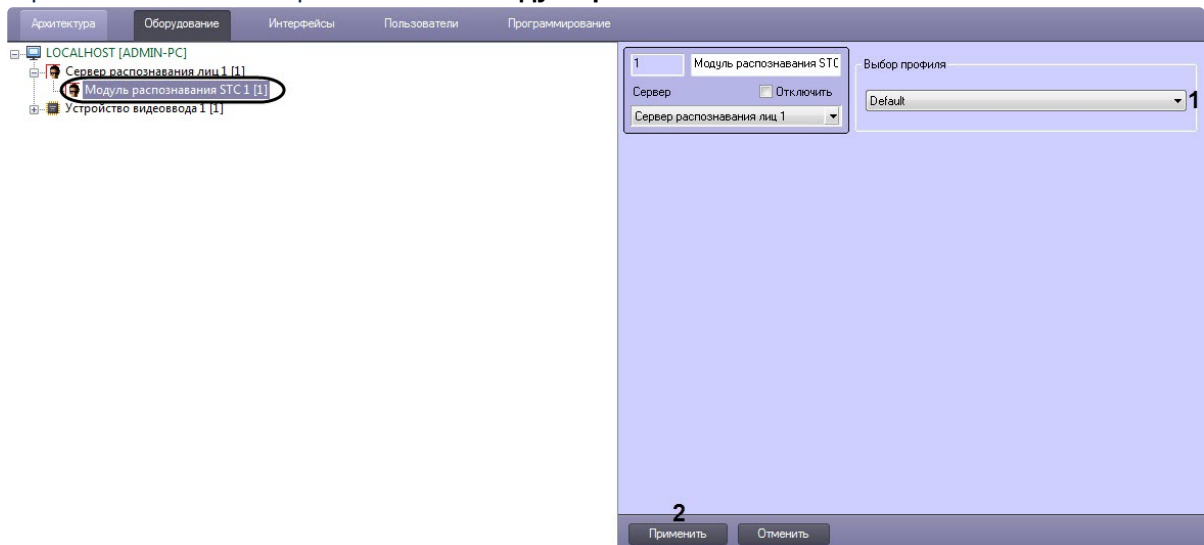 Архитектура Оборудование Интерфейсы Пользователи Программирование
LOCALHOST [ADMIN-PC]
Сервер распознавания лиц 1 [1]
Модуль распознавания STC 1 [1]
Устройство видеоввода 1 [1]
1 Модуль распознавания STC
Сервер Отключить
Сервер распознавания лиц 1
Выбор профиля
Default 1
2
Применить Отменить